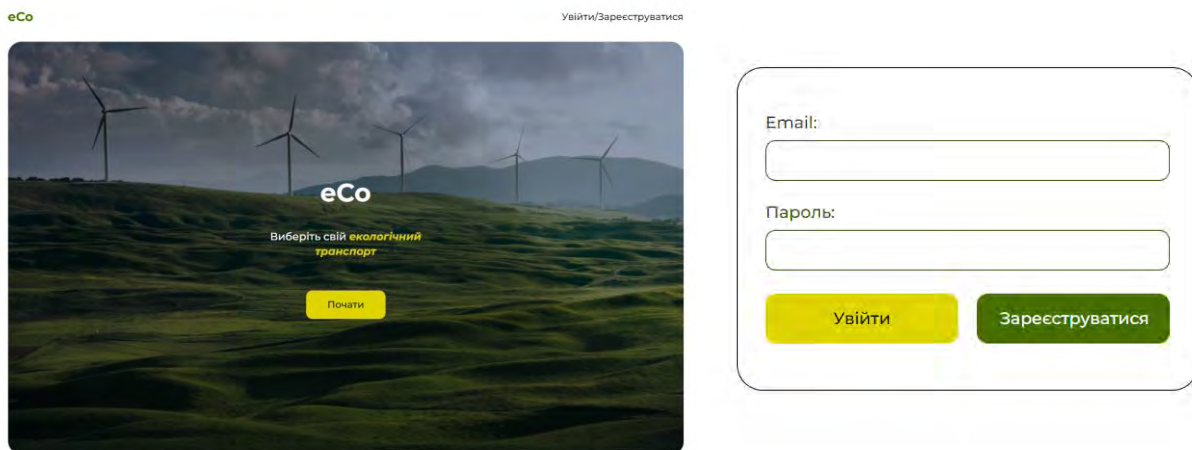 eCo
Увійти/Зареєструватися
eCo
Виберіть свій екологічний
транспорт
Почати
Email:
Пароль:
Увійти
Зареєструватися